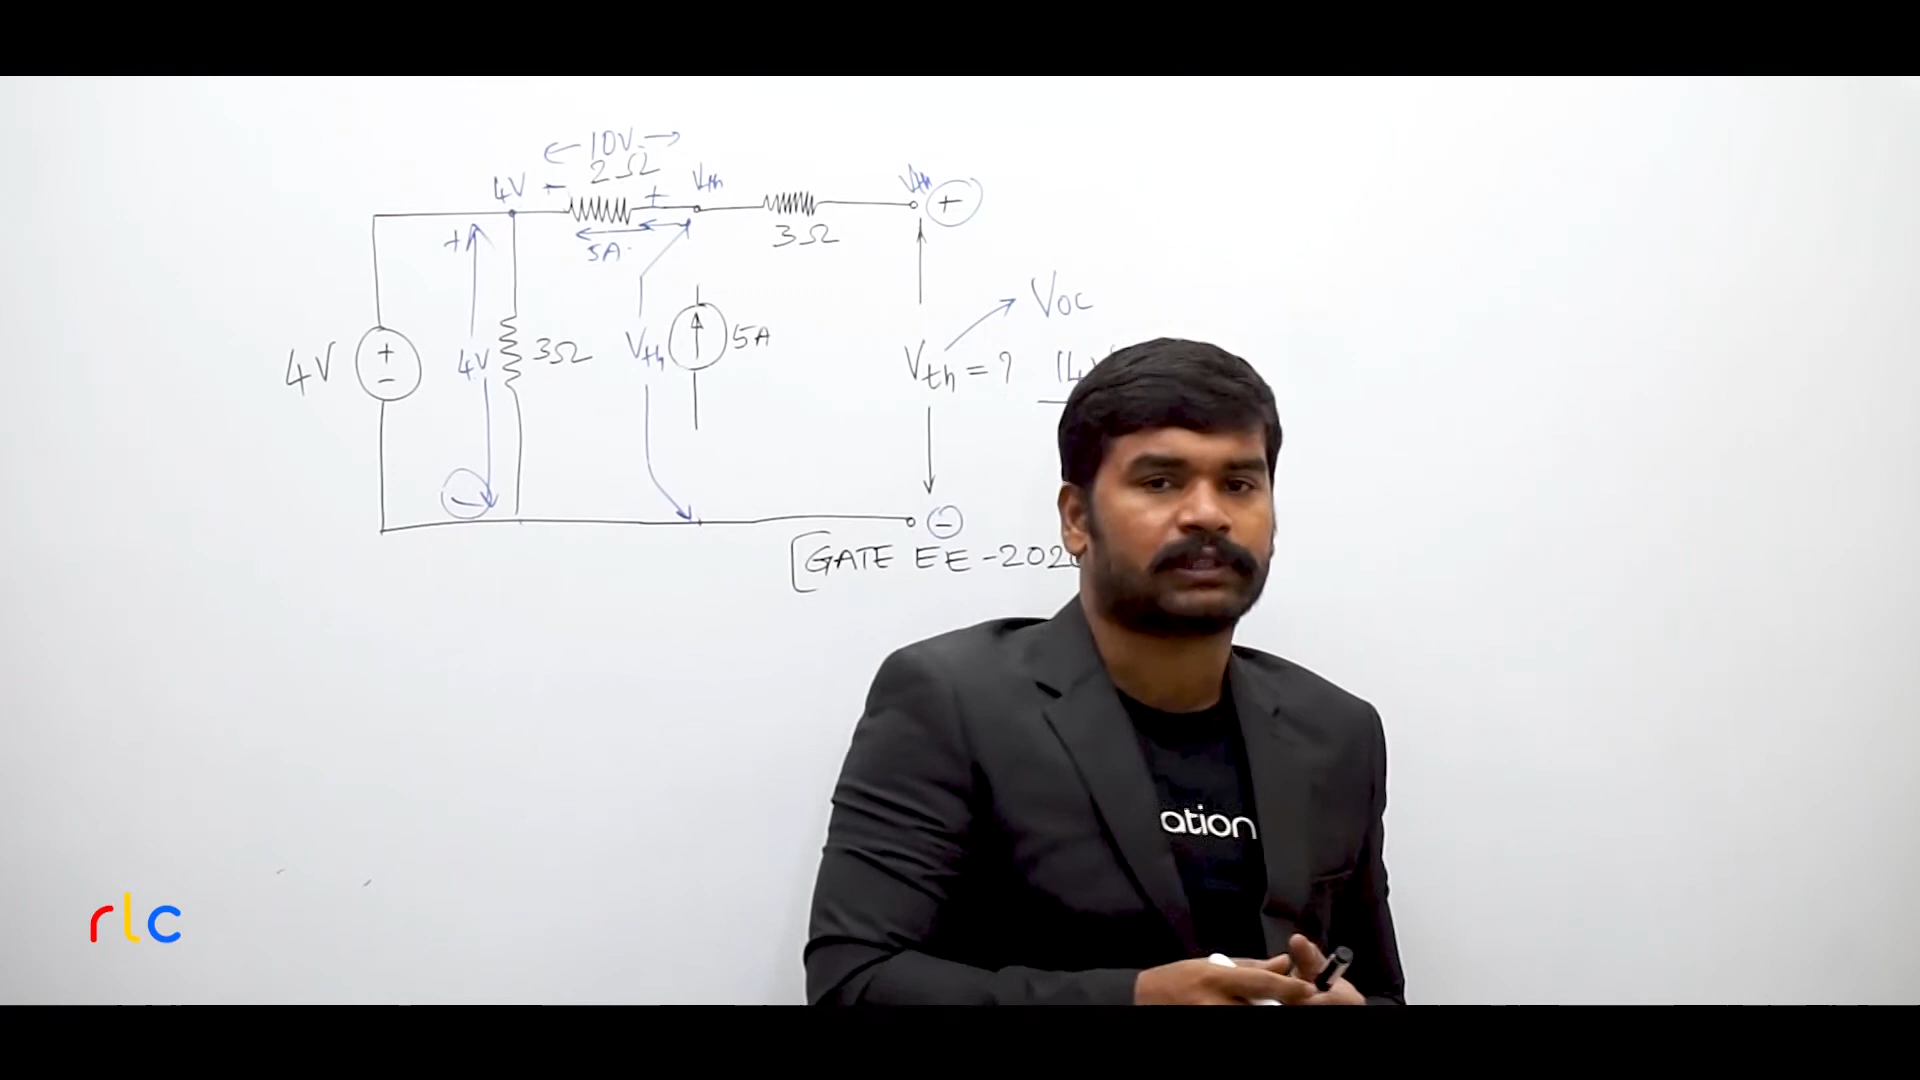 10V
2Ω
4V - + Vth Vth +
5A
3Ω
+
Voc
4V + - 4V 3Ω Vth 5A Vth = ? 14V
- -
[GATE EE-202
ation
rlc